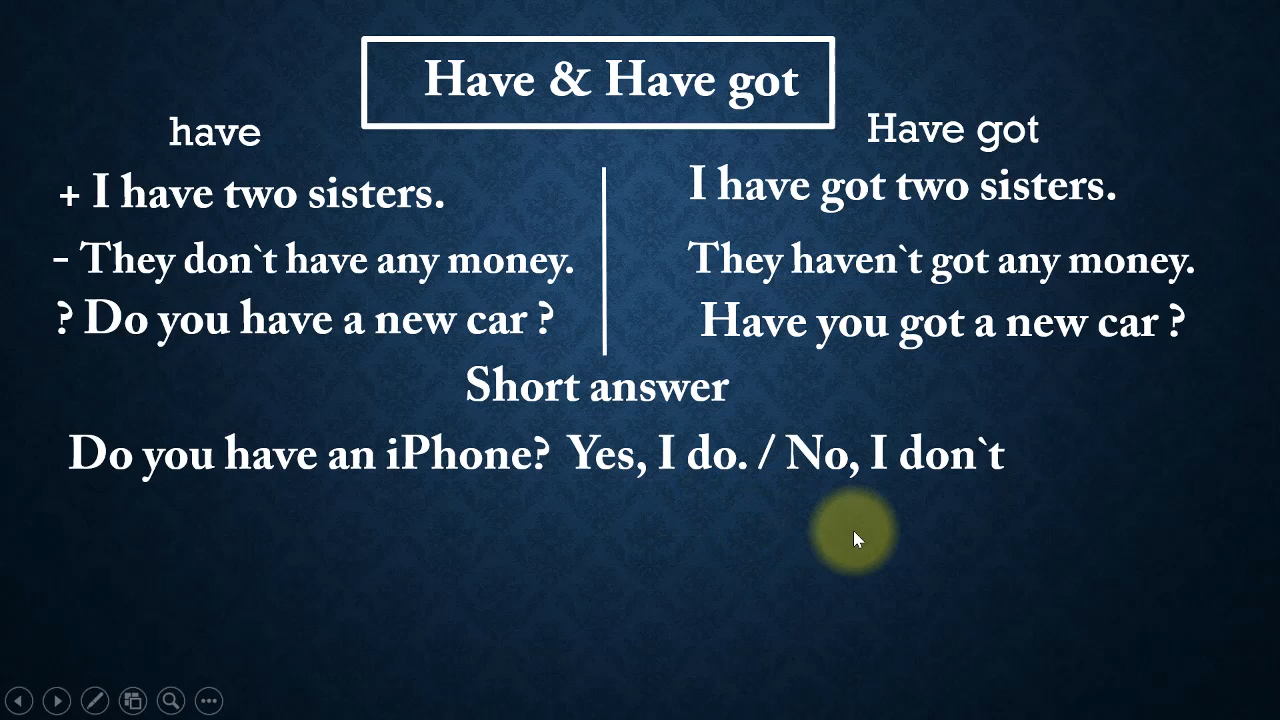 Have & Have got
have
Have got
+ I have two sisters.
I have got two sisters.
- They don`t have any money.
They haven`t got any money.
? Do you have a new car ?
Have you got a new car ?
Short answer
Do you have an iPhone? Yes, I do. / No, I don`t